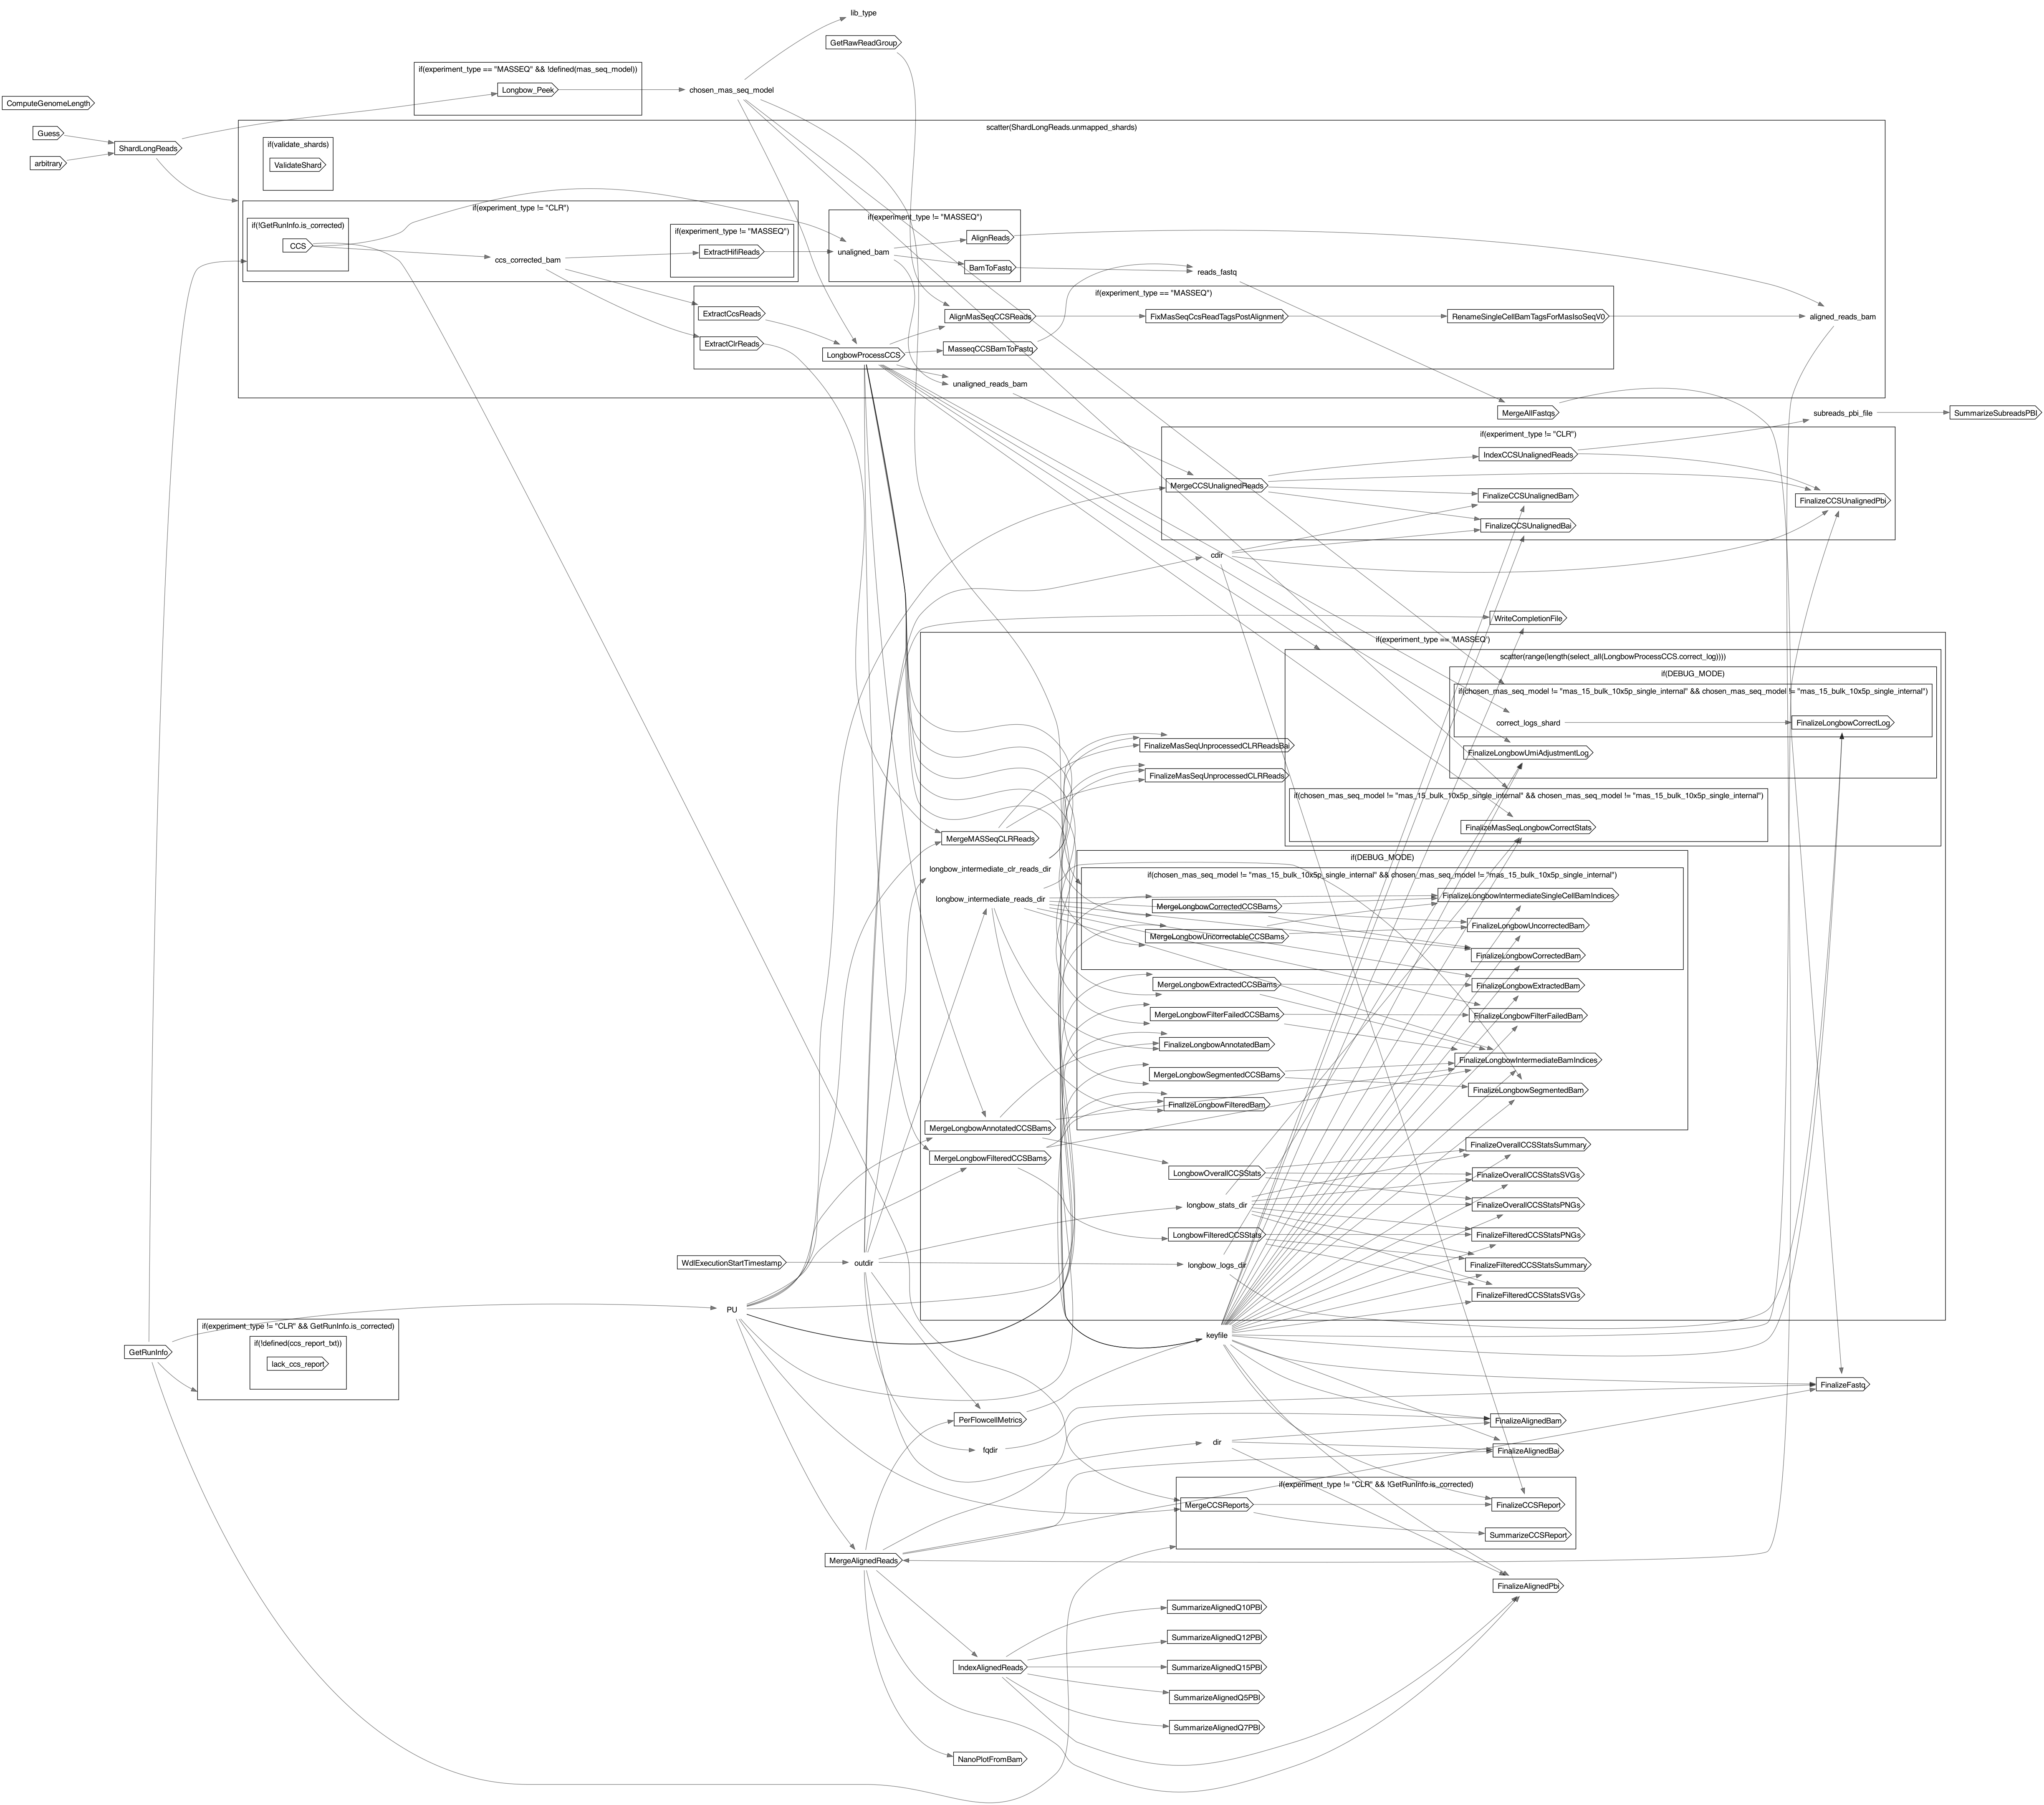 lib_type
GetRawReadGroup
if(experiment_type == "MASSEQ" && !defined(mas_seq_model))
Longbow_Peek
chosen_mas_seq_model
ComputeGenomeLength
Guess
ShardLongReads
arbitrary
scatter(ShardLongReads.unmapped_shards)
if(validate_shards)
ValidateShard
if(experiment_type != "CLR")
if(!GetRunInfo.is_corrected)
CCS
ccs_corrected_bam
if(experiment_type != "MASSEQ")
ExtractHifiReads
if(experiment_type != "MASSEQ")
unaligned_bam
AlignReads
BamToFastq
reads_fastq
if(experiment_type == "MASSEQ")
ExtractCcsReads
ExtractClrReads
LongbowProcessCCS
AlignMasSeqCCSReads
MasseqCCSBamToFastq
FixMasSeqCcsReadTagsPostAlignment
RenameSingleCellBamTagsForMasIsoSeqV0
aligned_reads_bam
unaligned_reads_bam
MergeAllFastqs
subreads_pbi_file
SummarizeSubreadsPBI
if(experiment_type != "CLR")
IndexCCSUnalignedReads
MergeCCSUnalignedReads
FinalizeCCSUnalignedBam
FinalizeCCSUnalignedPbi
FinalizeCCSUnalignedBai
cdir
WriteCompletionFile
if(experiment_type == "MASSEQ")
scatter(range(length(select_all(LongbowProcessCCS.correct_log))))
if(DEBUG_MODE)
if(chosen_mas_seq_model != "mas_15_bulk_10x5p_single_internal" && chosen_mas_seq_model != "mas_15_bulk_10x5p_single_internal")
correct_logs_shard
FinalizeLongbowCorrectLog
FinalizeLongbowUmiAdjustmentLog
if(chosen_mas_seq_model != "mas_15_bulk_10x5p_single_internal" && chosen_mas_seq_model != "mas_15_bulk_10x5p_single_internal")
FinalizeMasSeqLongbowCorrectStats
FinalizeMasSeqUnprocessedCLRReadsBai
FinalizeMasSeqUnprocessedCLRReads
MergeMASSeqCLRReads
longbow_intermediate_clr_reads_dir
longbow_intermediate_reads_dir
if(DEBUG_MODE)
if(chosen_mas_seq_model != "mas_15_bulk_10x5p_single_internal" && chosen_mas_seq_model != "mas_15_bulk_10x5p_single_internal")
MergeLongbowCorrectedCCSBams
FinalizeLongbowIntermediateSingleCellBamIndices
MergeLongbowUncorrectableCCSBams
FinalizeLongbowUncorrectedBam
FinalizeLongbowCorrectedBam
MergeLongbowExtractedCCSBams
FinalizeLongbowExtractedBam
MergeLongbowFilterFailedCCSBams
FinalizeLongbowFilterFailedBam
FinalizeLongbowAnnotatedBam
FinalizeLongbowIntermediateBamIndices
MergeLongbowSegmentedCCSBams
FinalizeLongbowSegmentedBam
FinalizeLongbowFilteredBam
MergeLongbowAnnotatedCCSBams
MergeLongbowFilteredCCSBams
LongbowOverallCCSStats
longbow_stats_dir
LongbowFilteredCCSStats
longbow_logs_dir
FinalizeOverallCCSStatsSummary
FinalizeOverallCCSStatsSVGs
FinalizeOverallCCSStatsPNGs
FinalizeFilteredCCSStatsPNGs
FinalizeFilteredCCSStatsSummary
FinalizeFilteredCCSStatsSVGs
WdlExecutionStartTimestamp
outdir
PU
keyfile
GetRunInfo
if(experiment_type != "CLR" && GetRunInfo.is_corrected)
if(!defined(ccs_report_txt))
lack_ccs_report
FinalizeFastq
PerFlowcellMetrics
fqdir
dir
FinalizeAlignedBam
FinalizeAlignedBai
if(experiment_type != "CLR" && !GetRunInfo.is_corrected)
MergeCCSReports
FinalizeCCSReport
SummarizeCCSReport
MergeAlignedReads
FinalizeAlignedPbi
SummarizeAlignedQ10PBI
SummarizeAlignedQ12PBI
IndexAlignedReads
SummarizeAlignedQ15PBI
SummarizeAlignedQ5PBI
SummarizeAlignedQ7PBI
NanoPlotFromBam